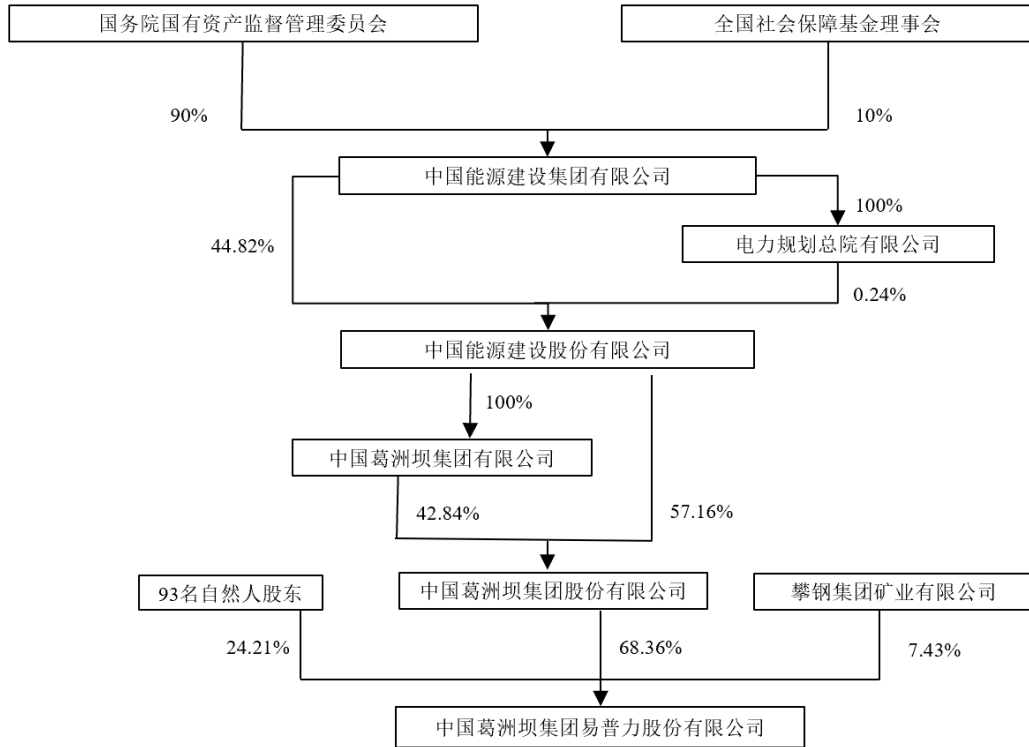 国务院国有资产监督管理委员会
全国社会保障基金理事会
90%
10%
中国能源建设集团有限公司
100%
44.82%
电力规划总院有限公司
0.24%
中国能源建设股份有限公司
100%
中国葛洲坝集团有限公司
42.84%
57.16%
93名自然人股东
中国葛洲坝集团股份有限公司
攀钢集团矿业有限公司
24.21%
68.36%
7.43%
中国葛洲坝集团易普力股份有限公司